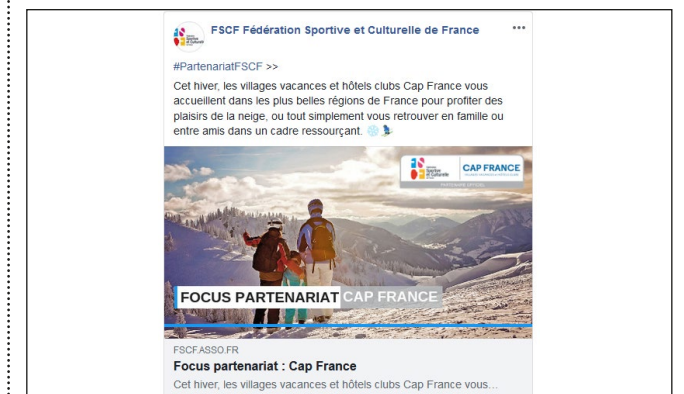 FSCF Fédération Sportive et Culturelle de France
#PartenariatFSCF >>
Cet hiver, les villages vacances et hôtels clubs Cap France vous
accueillent dans les plus belles régions de France pour profiter des
plaisirs de la neige, ou tout simplement vous retrouver en famille ou
entre amis dans un cadre ressourçant.
CAP FRANCE
PARTENAIRE OFFICIEL
FOCUS PARTENARIAT CAP FRANCE
FSCF.ASSO.FR
Focus partenariat : Cap France
Cet hiver, les villages vacances et hôtels clubs Cap France vous...